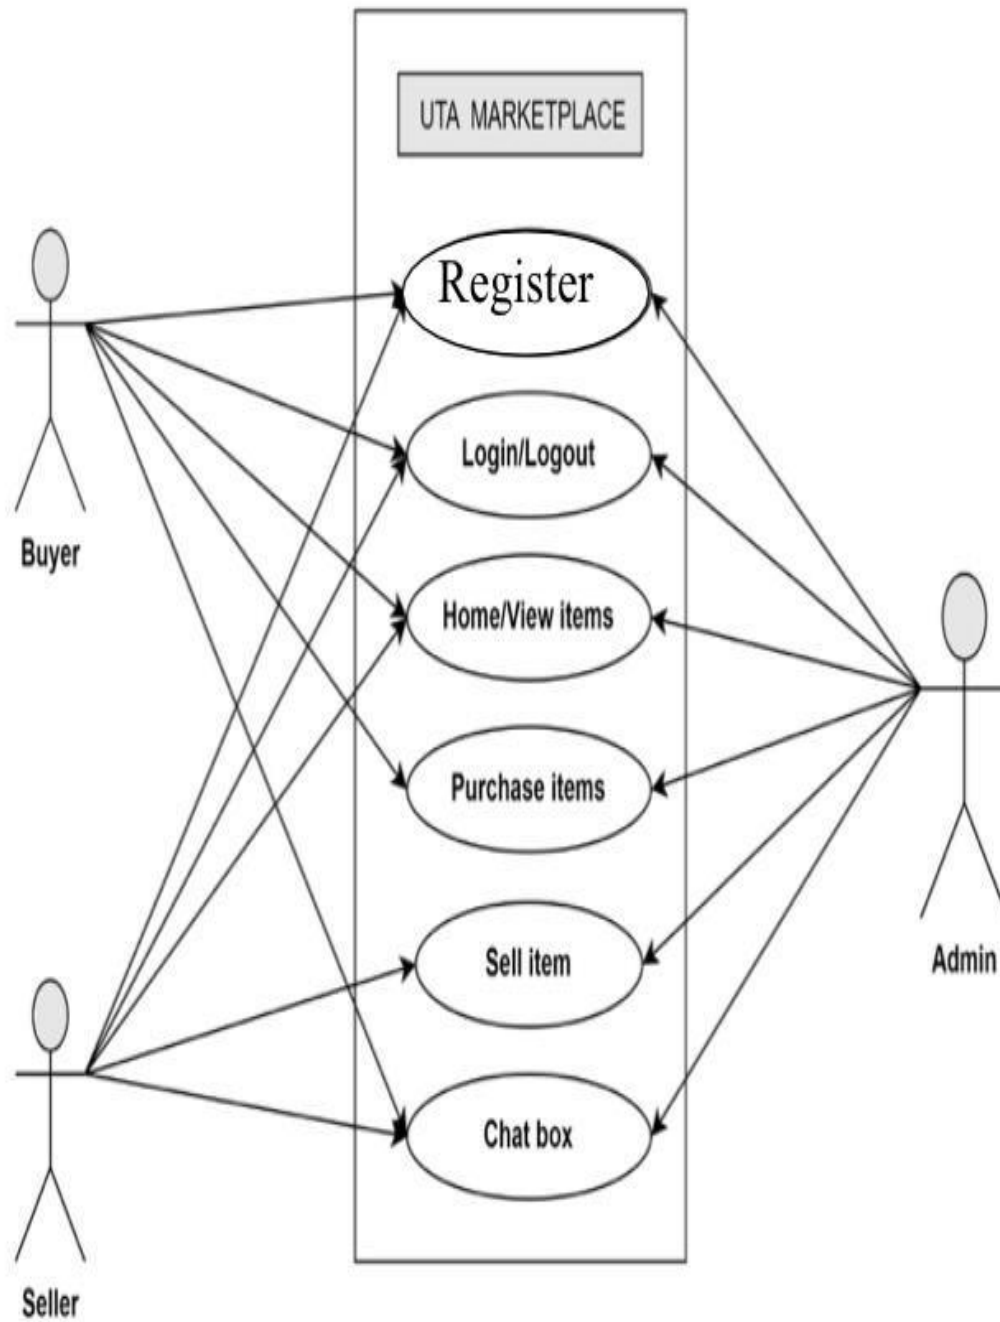 UTA MARKETPLACE
Register
Login/Logout
Buyer
Home/View items
Purchase items
Admin
Sell item
Chat box
Seller